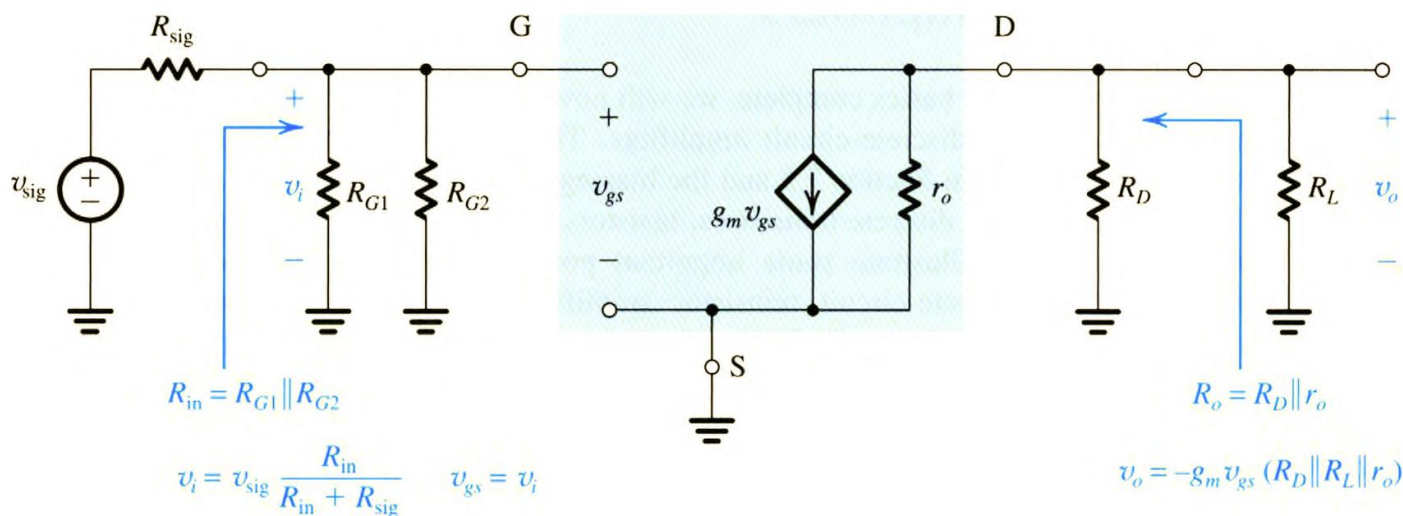 R_sig
G
D
+
v_i
−
v_sig
+
−
R_G1
R_G2
+
v_gs
−
g_m v_gs
r_o
R_D
R_L
+
v_o
−
S
R_in = R_G1 ∥ R_G2
R_o = R_D ∥ r_o
v_i = v_sig R_in / (R_in + R_sig) v_gs = v_i
v_o = −g_m v_gs (R_D ∥ R_L ∥ r_o)